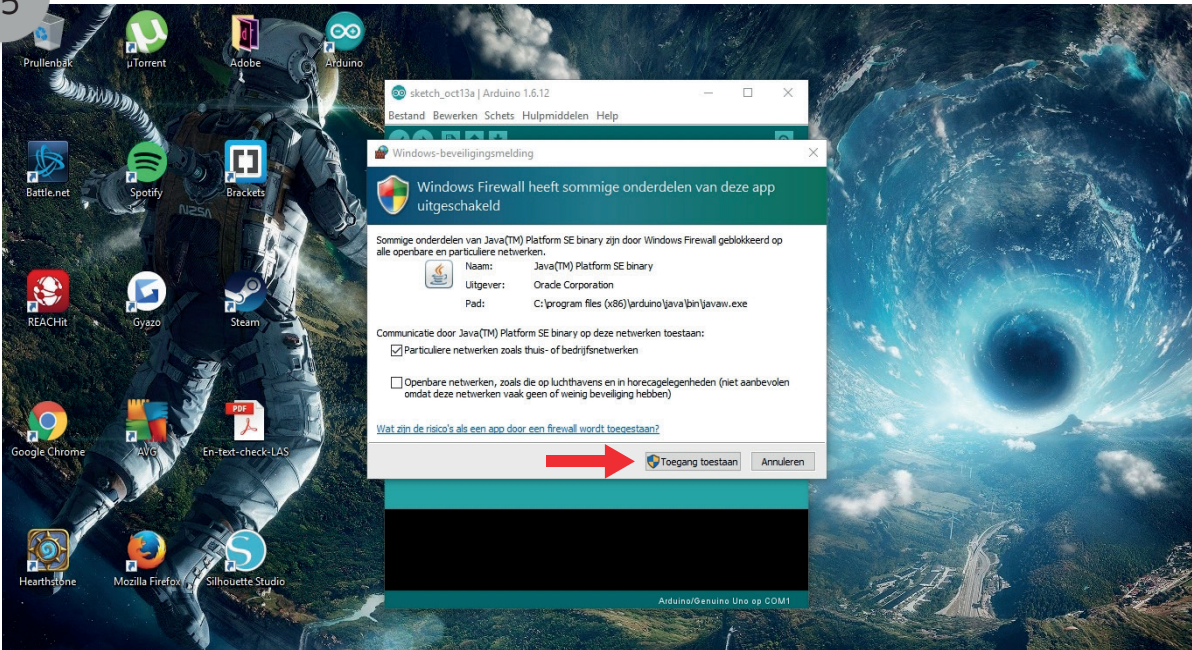 5
Prullenbak
µTorrent
Adobe
Arduino
Battle.net
Spotify
Brackets
N2SA
REACHit
Gyazo
Steam
Google Chrome
AVG
PDF
En-text-check-LAS
Hearthstone
Mozilla Firefox
Silhouette Studio
sketch_oct13a | Arduino 1.6.12
Bestand Bewerken Schets Hulpmiddelen Help
Windows-beveiligingsmelding
Windows Firewall heeft sommige onderdelen van deze app
uitgeschakeld
Sommige onderdelen van Java(TM) Platform SE binary zijn door Windows Firewall geblokkeerd op
alle openbare en particuliere netwerken.
Naam: Java(TM) Platform SE binary
Uitgever: Oracle Corporation
Pad: C:\program files (x86)\arduino\java\bin\javaw.exe
Communicatie door Java(TM) Platform SE binary op deze netwerken toestaan:
Particuliere netwerken zoals thuis- of bedrijfsnetwerken
Openbare netwerken, zoals die op luchthavens en in horecagelegenheden (niet aanbevolen
omdat deze netwerken vaak geen of weinig beveiliging hebben)
Wat zijn de risico's als een app door een firewall wordt toegestaan?
Toegang toestaan
Annuleren
Arduino/Genuino Uno op COM1